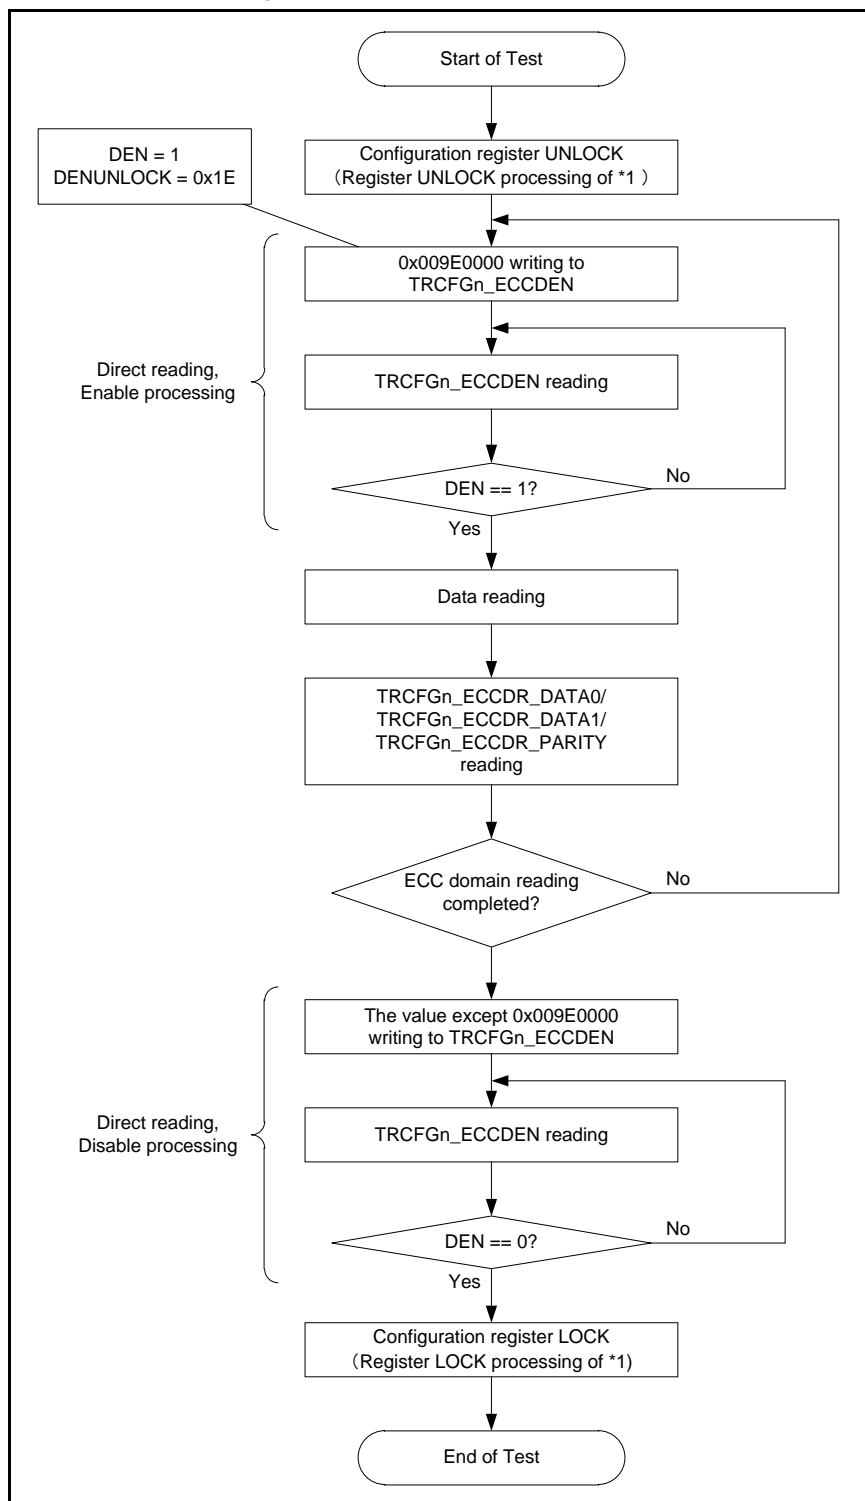 Start of Test
DEN = 1
DENUNLOCK = 0x1E
Configuration register UNLOCK
（Register UNLOCK processing of *1 ）
0x009E0000 writing to
TRCFGn_ECCDEN
Direct reading,
Enable processing
TRCFGn_ECCDEN reading
DEN == 1?
No
Yes
Data reading
TRCFGn_ECCDR_DATA0/
TRCFGn_ECCDR_DATA1/
TRCFGn_ECCDR_PARITY
reading
ECC domain reading
completed?
No
The value except 0x009E0000
writing to TRCFGn_ECCDEN
Direct reading,
Disable processing
TRCFGn_ECCDEN reading
DEN == 0?
No
Yes
Configuration register LOCK
（Register LOCK processing of *1)
End of Test